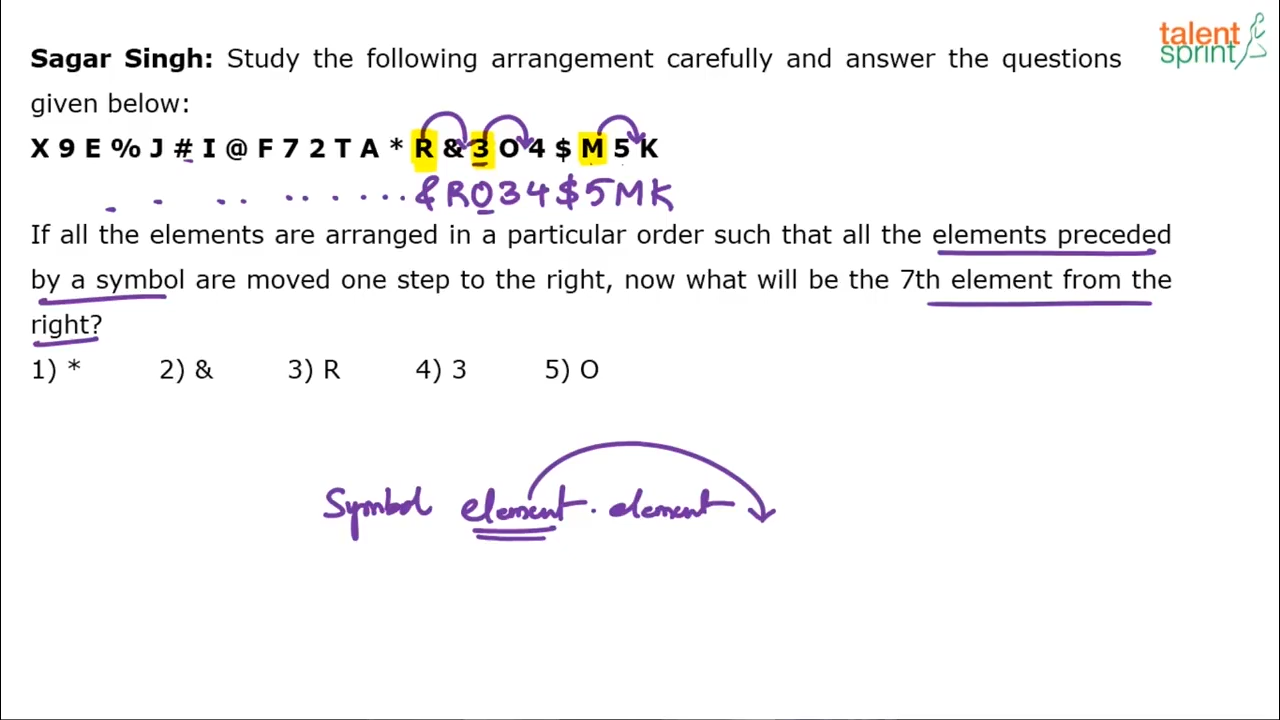 talent
sprint
Sagar Singh: Study the following arrangement carefully and answer the questions
given below:
X 9 E % J # I @ F 7 2 T A * R & 3 O 4 $ M 5 K
& R O 3 4 $ 5 M K
If all the elements are arranged in a particular order such that all the elements preceded
by a symbol are moved one step to the right, now what will be the 7th element from the
right?
1) * 2) & 3) R 4) 3 5) O
Symbol element. element